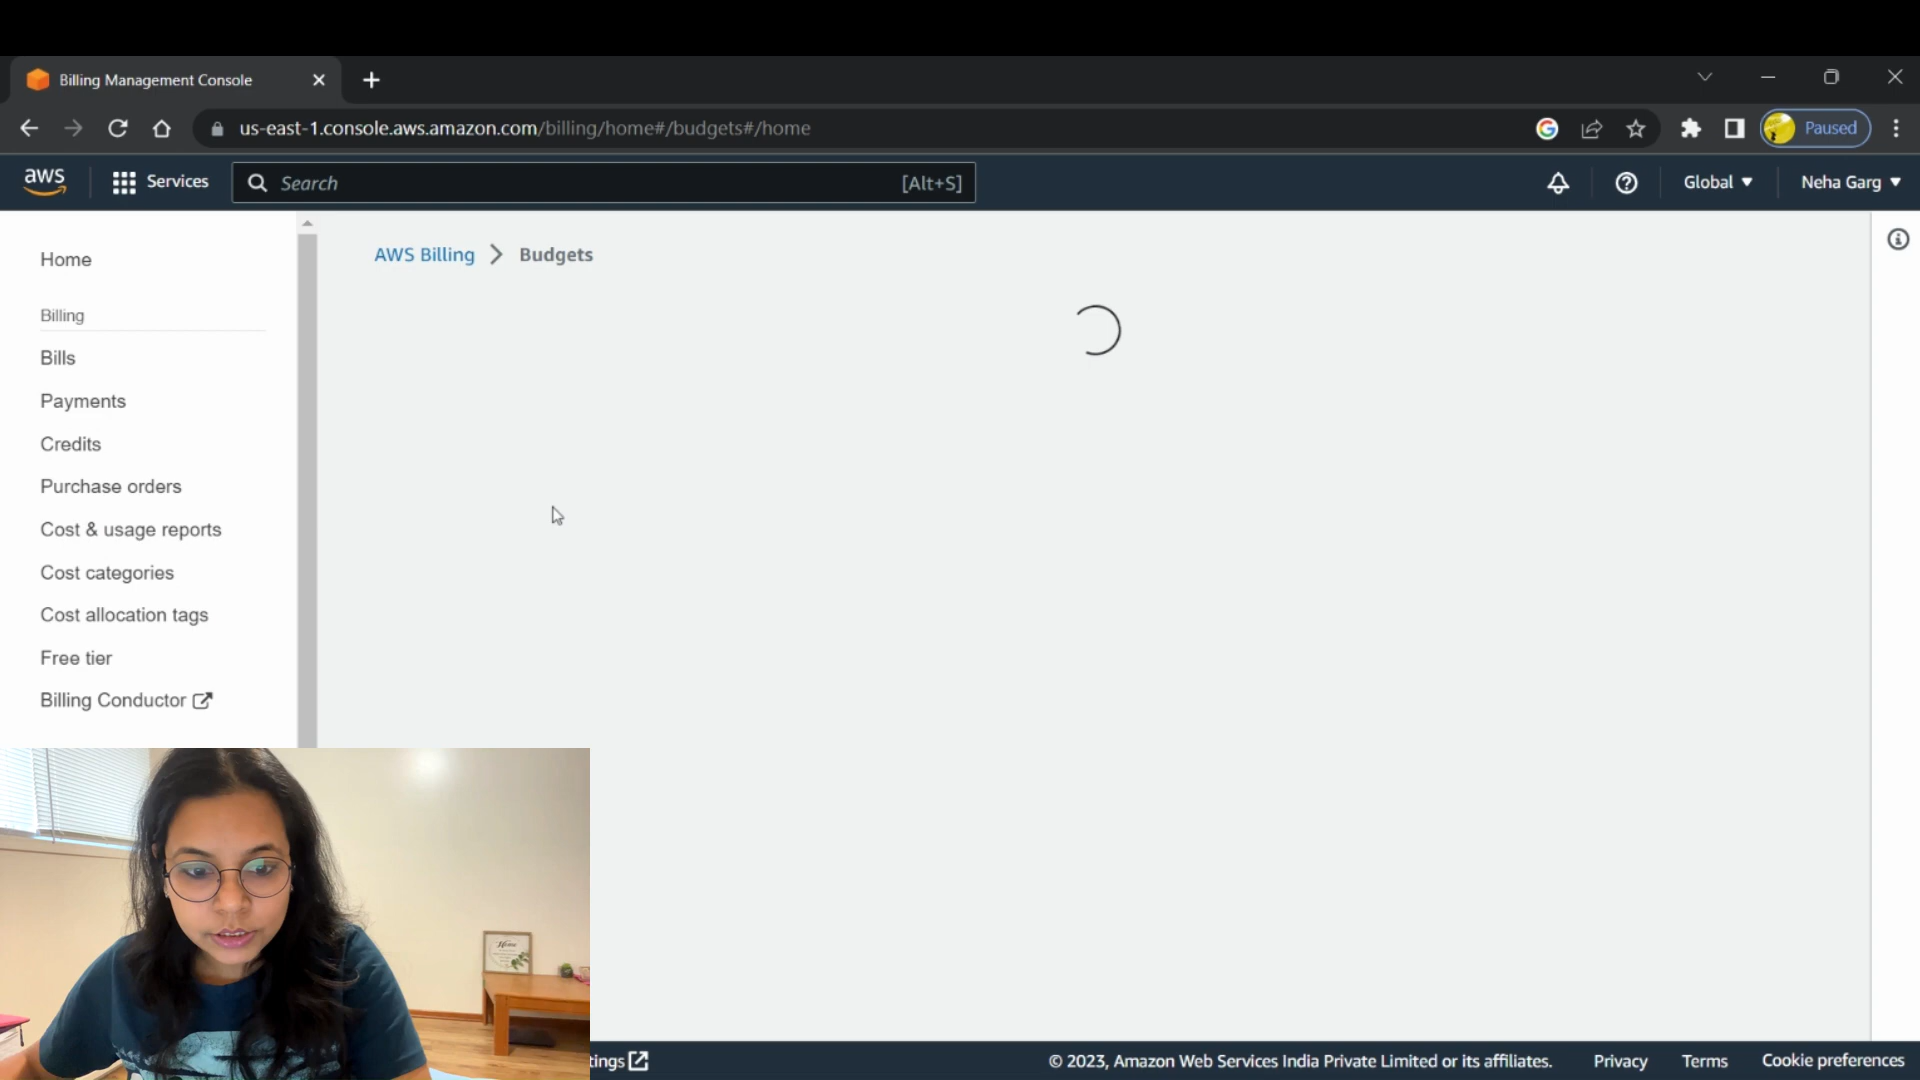 Billing Management Console
us-east-1.console.aws.amazon.com/billing/home#/budgets#/home
Paused
aws
Services
Search
[Alt+S]
Global
Neha Garg
Home
AWS Billing
Budgets
Billing
Bills
Payments
Credits
Purchase orders
Cost & usage reports
Cost categories
Cost allocation tags
Free tier
Billing Conductor
Home
tings
© 2023, Amazon Web Services India Private Limited or its affiliates.
Privacy
Terms
Cookie preferences